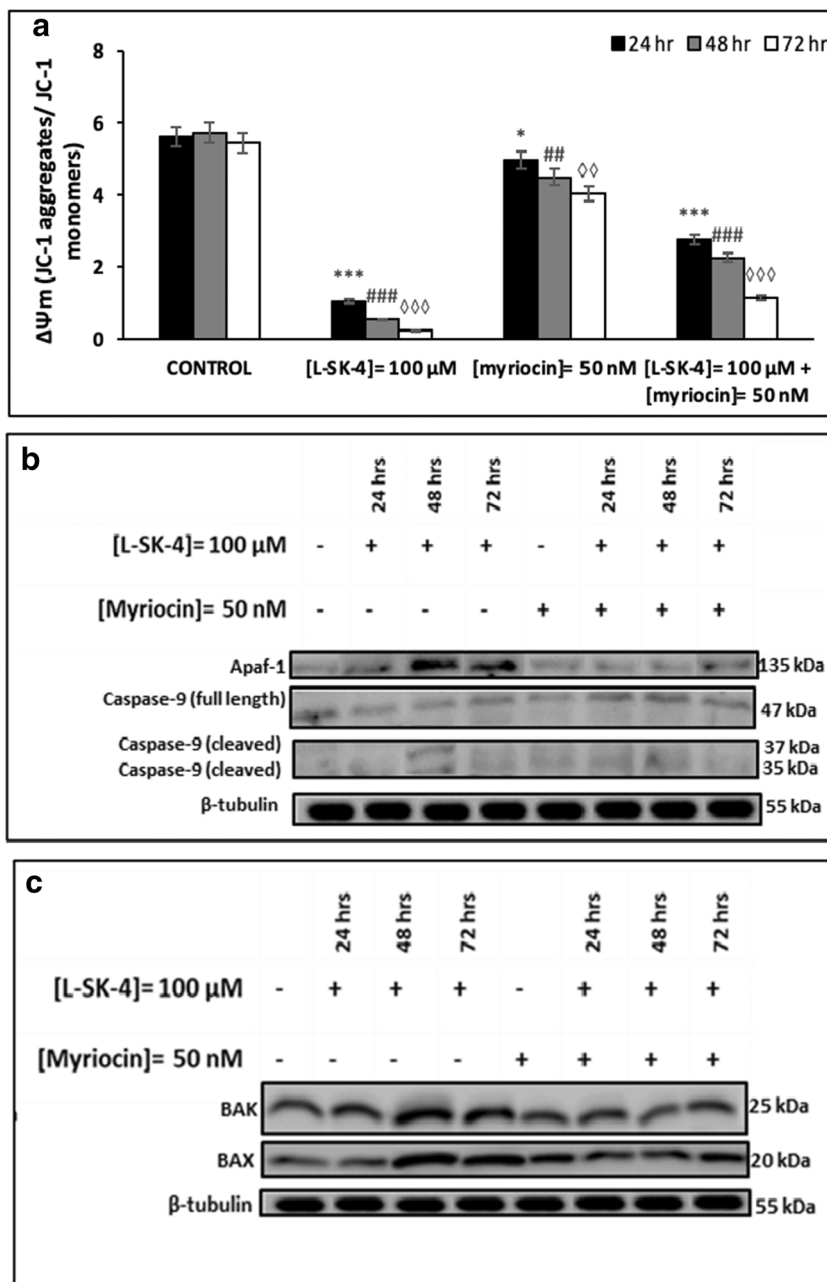 a
24 hr 48 hr 72 hr
8
6
4
2
0
ΔΨm (JC-1 aggregates/ JC-1
monomers)
* ## ◊◊
*** ### ◊◊◊
*** ### ◊◊◊
CONTROL [L-SK-4]= 100 µM [myriocin]= 50 nM [L-SK-4]= 100 µM +
[myriocin]= 50 nM
b
24 hrs 48 hrs 72 hrs 24 hrs 48 hrs 72 hrs
[L-SK-4]= 100 µM - + + + - + + +
[Myriocin]= 50 nM - - - - + + + +
Apaf-1 135 kDa
Caspase-9 (full length) 47 kDa
Caspase-9 (cleaved) 37 kDa
Caspase-9 (cleaved) 35 kDa
β-tubulin 55 kDa
c
24 hrs 48 hrs 72 hrs 24 hrs 48 hrs 72 hrs
[L-SK-4]= 100 µM - + + + - + + +
[Myriocin]= 50 nM - - - - + + + +
BAK 25 kDa
BAX 20 kDa
β-tubulin 55 kDa